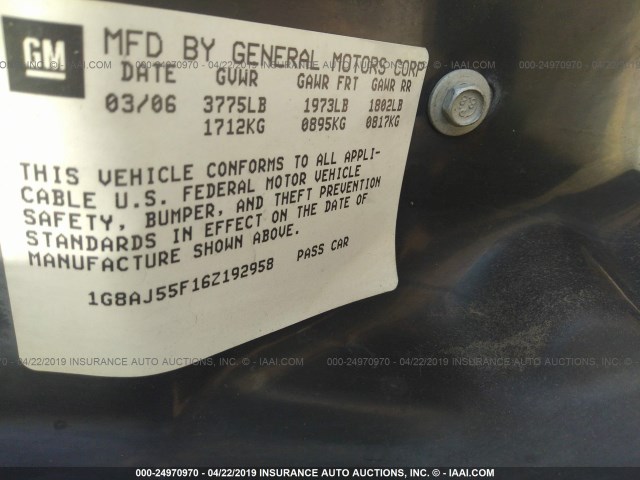 GM
MFD BY GENERAL MOTORS CORP
DATE GVWR GAWR FRT GAWR RR
03/06 3775LB 1973LB 1802LB
1712KG 0895KG 0817KG
THIS VEHICLE CONFORMS TO ALL APPLI-
CABLE U.S. FEDERAL MOTOR VEHICLE
SAFETY, BUMPER, AND THEFT PREVENTION
STANDARDS IN EFFECT ON THE DATE OF
MANUFACTURE SHOWN ABOVE.
1G8AJ55F16Z192958 PASS CAR
000-24970970 - 04/22/2019 INSURANCE AUTO AUCTIONS, INC. © - IAAI.COM